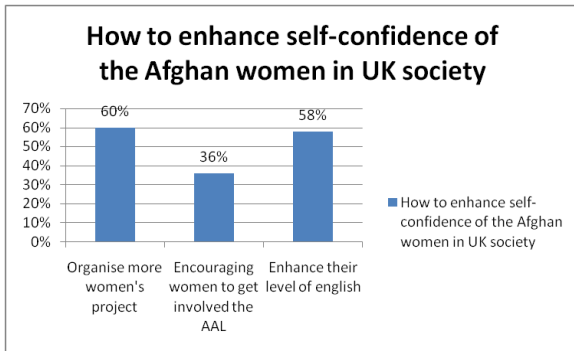 How to enhance self-confidence of
the Afghan women in UK society
70%
60%
50%
40%
30%
20%
10%
0%
60%
36%
58%
Organise more
women's
project
Encouraging
women to get
involved the
AAL
Enhance their
level of english
How to enhance self-
confidence of the Afghan
women in UK society